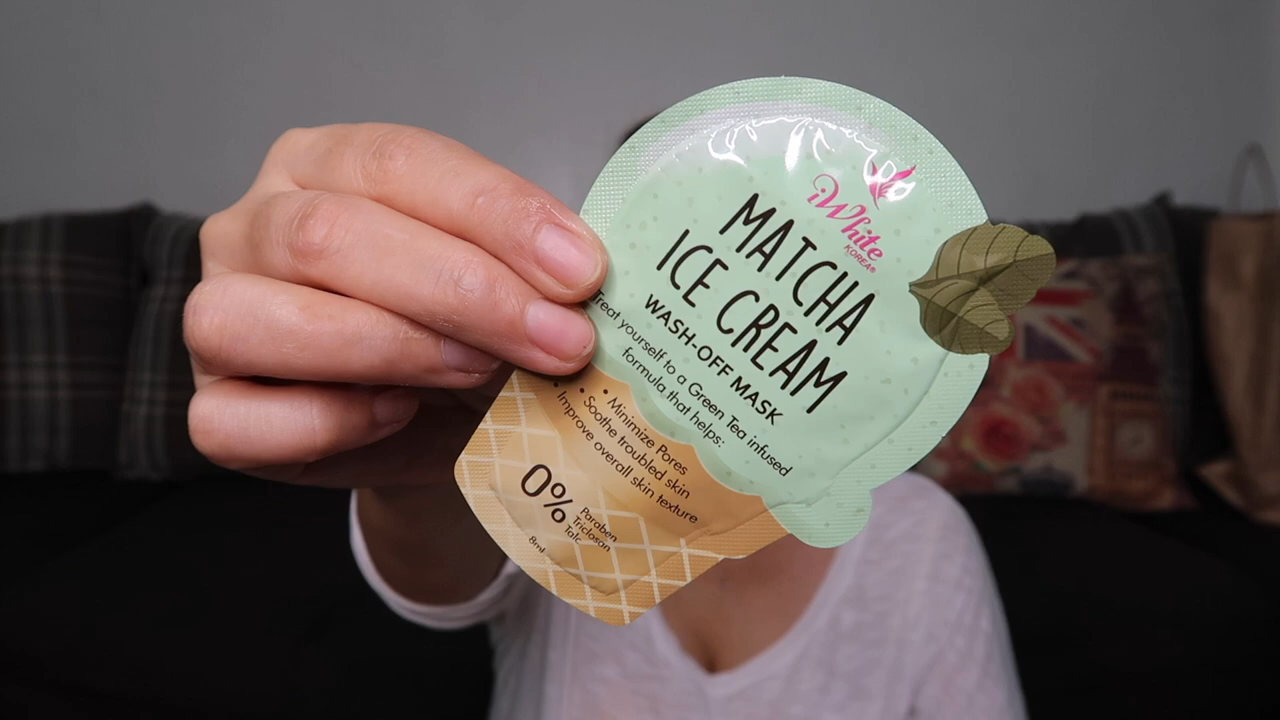 iWhite
KOREA®
MATCHA
ICE CREAM
WASH-OFF MASK
Treat yourself to a Green Tea infused
formula that helps:
• Minimize Pores
• Soothe troubled skin
• Improve overall skin texture
0%
Paraben
Triclosan
Talc
8ml